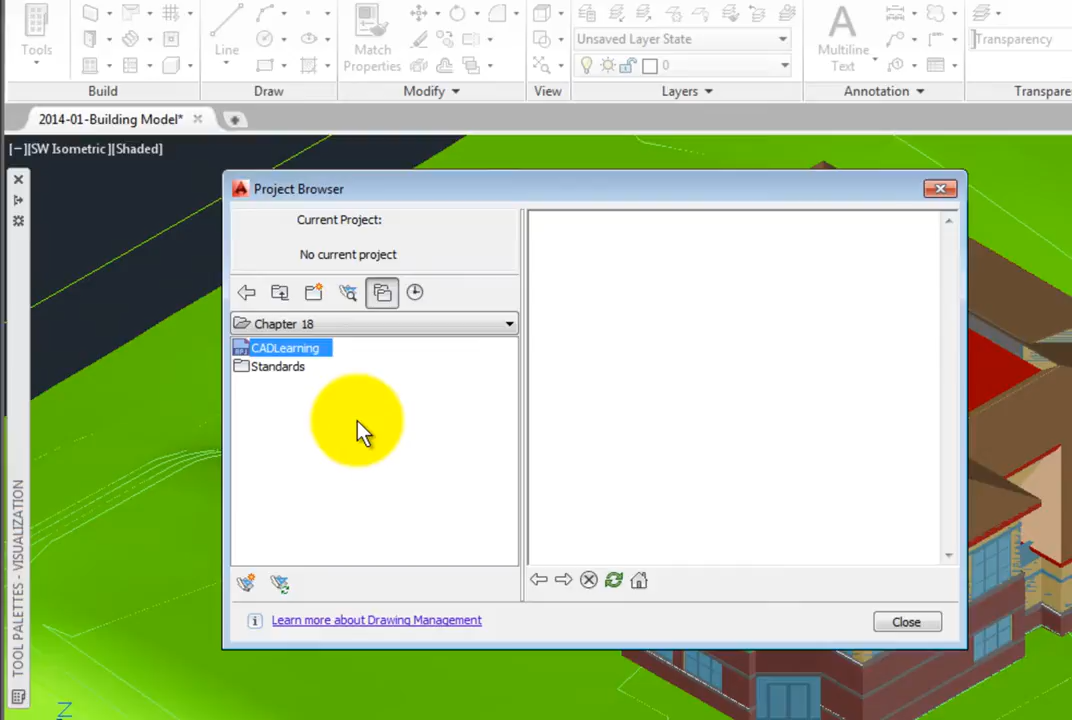 Tools
Line
Match
Properties
Unsaved Layer State
0
Multiline
Text
Transparency
Build
Draw
Modify
View
Layers
Annotation
Transpare
2014-01-Building Model*
[−][SW Isometric][Shaded]
Project Browser
Current Project:
No current project
Chapter 18
CADLearning
Standards
Learn more about Drawing Management
Close
TOOL PALETTES - VISUALIZATION
Z